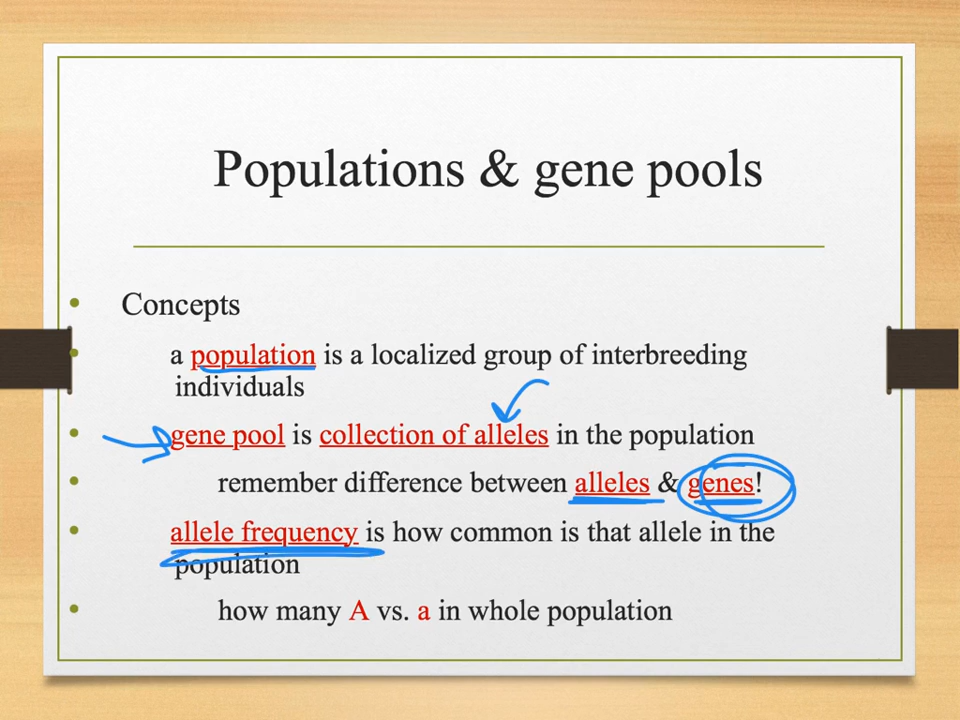 Populations & gene pools
Concepts
a population is a localized group of interbreeding
individuals
gene pool is collection of alleles in the population
remember difference between alleles & genes!
allele frequency is how common is that allele in the
population
how many A vs. a in whole population